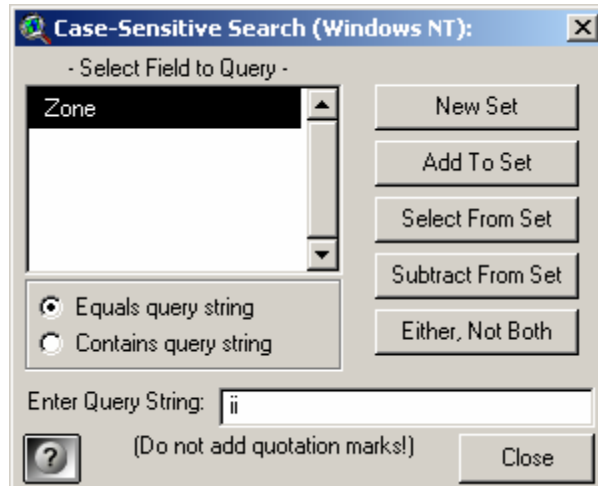 Case-Sensitive Search (Windows NT):
- Select Field to Query -
Zone
New Set
Add To Set
Select From Set
Subtract From Set
Either, Not Both
Equals query string
Contains query string
Enter Query String: ii
(Do not add quotation marks!)
?
Close